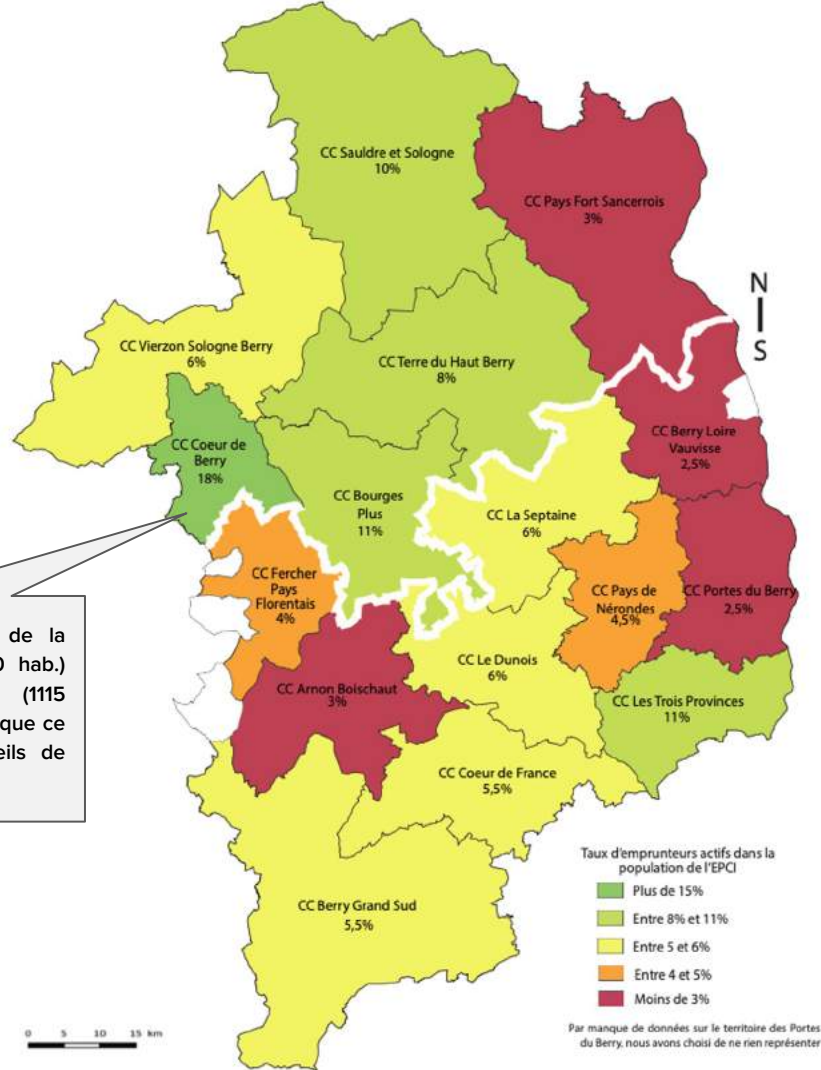 CC Sauldre et Sologne
10%
CC Pays Fort Sancerrois
3%
N
S
CC Vierzon Sologne Berry
6%
CC Terre du Haut Berry
8%
CC Coeur de
Berry
18%
CC Berry Loire
Vauvisse
2,5%
CC Bourges
Plus
11%
CC La Septaine
6%
CC Fercher
Pays
Florentais
4%
CC Pays de
Nérondes
4,5%
CC Portes du Berry
2,5%
de la
0 hab.)
(1115
que ce
eils de
CC Le Dunois
6%
CC Arnon Boischaut
3%
CC Les Trois Provinces
11%
CC Coeur de France
5,5%
CC Berry Grand Sud
5,5%
Taux d'emprunteurs actifs dans la
population de l'EPCI
Plus de 15%
Entre 8% et 11%
Entre 5 et 6%
Entre 4 et 5%
Moins de 3%
Par manque de données sur le territoire des Portes
du Berry, nous avons choisi de ne rien représenter
0 5 10 15 km